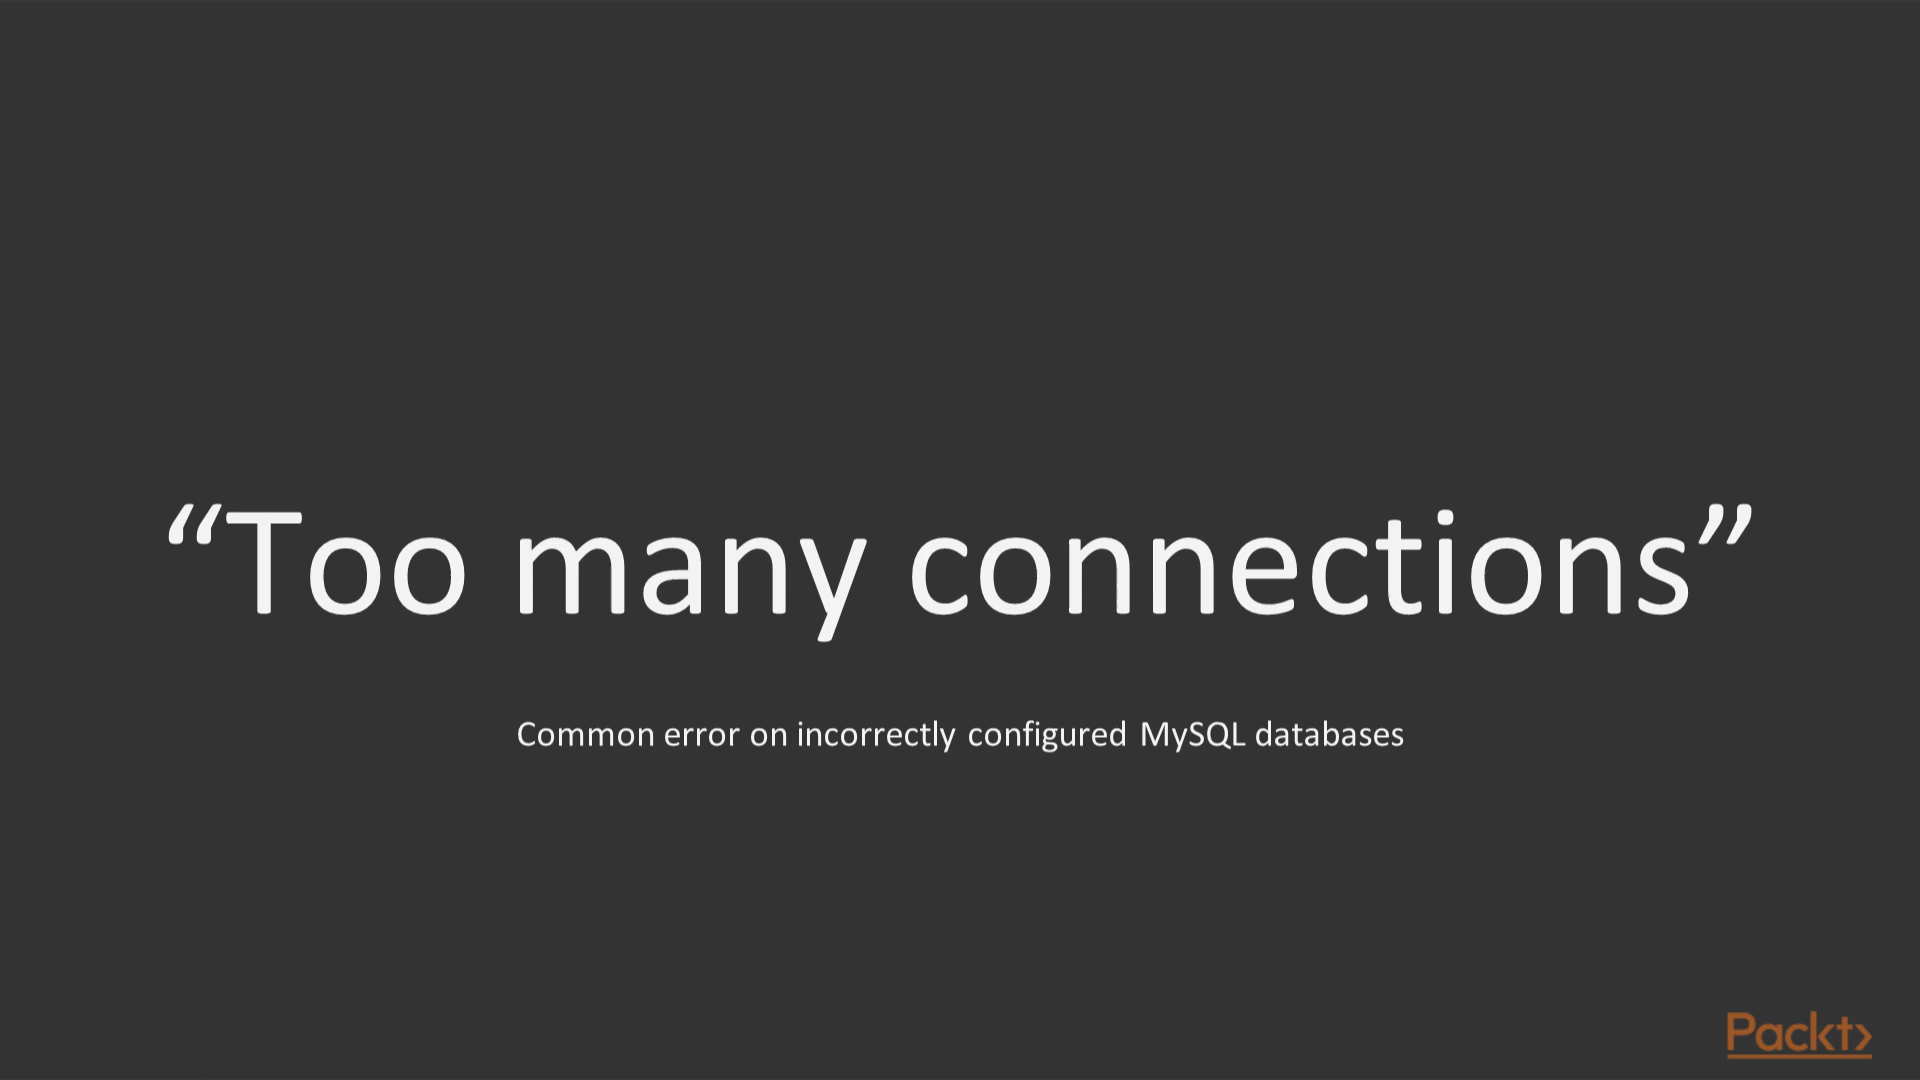 “Too many connections”
Common error on incorrectly configured MySQL databases
Packt>